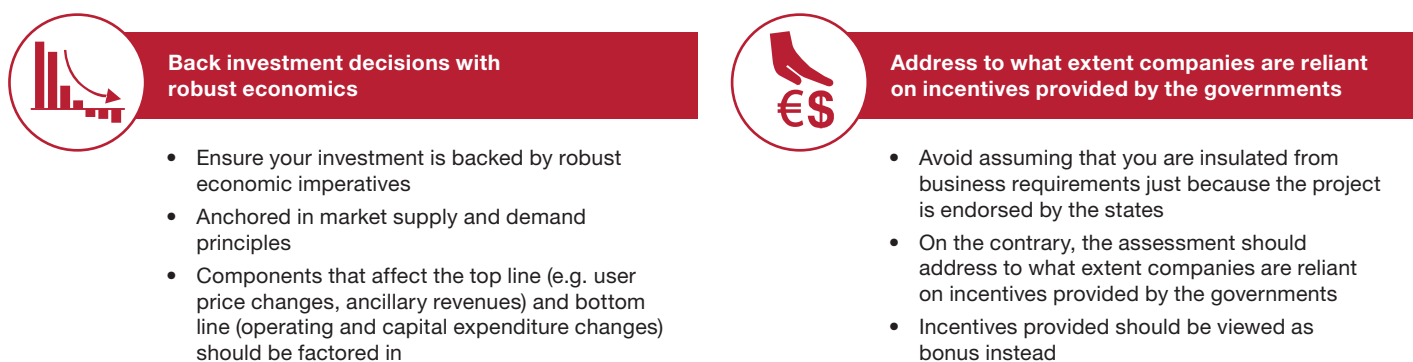 Back investment decisions with
robust economics
• Ensure your investment is backed by robust
economic imperatives
• Anchored in market supply and demand
principles
• Components that affect the top line (e.g. user
price changes, ancillary revenues) and bottom
line (operating and capital expenditure changes)
should be factored in
€$
Address to what extent companies are reliant
on incentives provided by the governments
• Avoid assuming that you are insulated from
business requirements just because the project
is endorsed by the states
• On the contrary, the assessment should
address to what extent companies are reliant
on incentives provided by the governments
• Incentives provided should be viewed as
bonus instead